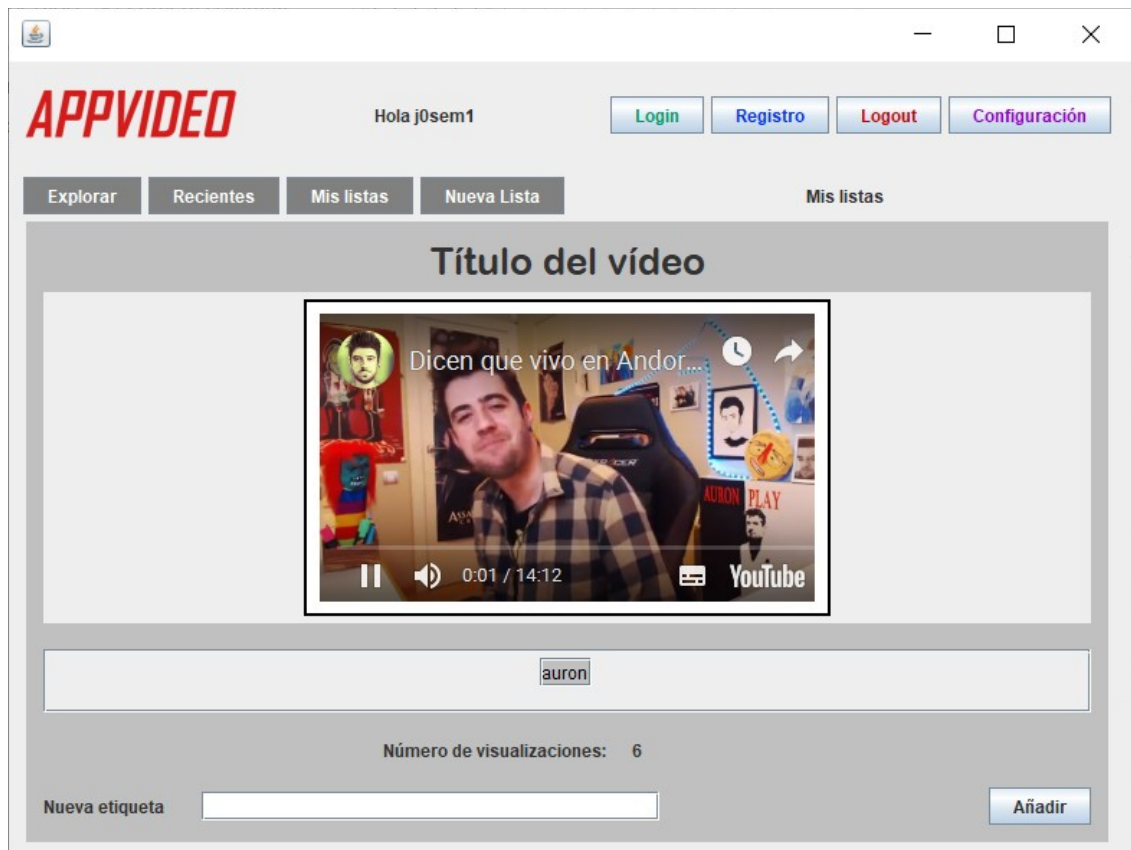 APPVIDEO
Hola j0sem1
Login
Registro
Logout
Configuración
Explorar
Recientes
Mis listas
Nueva Lista
Mis listas
Título del vídeo
Dicen que vivo en Andor...
AURON PLAY
0:01 / 14:12
YouTube
auron
Número de visualizaciones: 6
Nueva etiqueta
Añadir